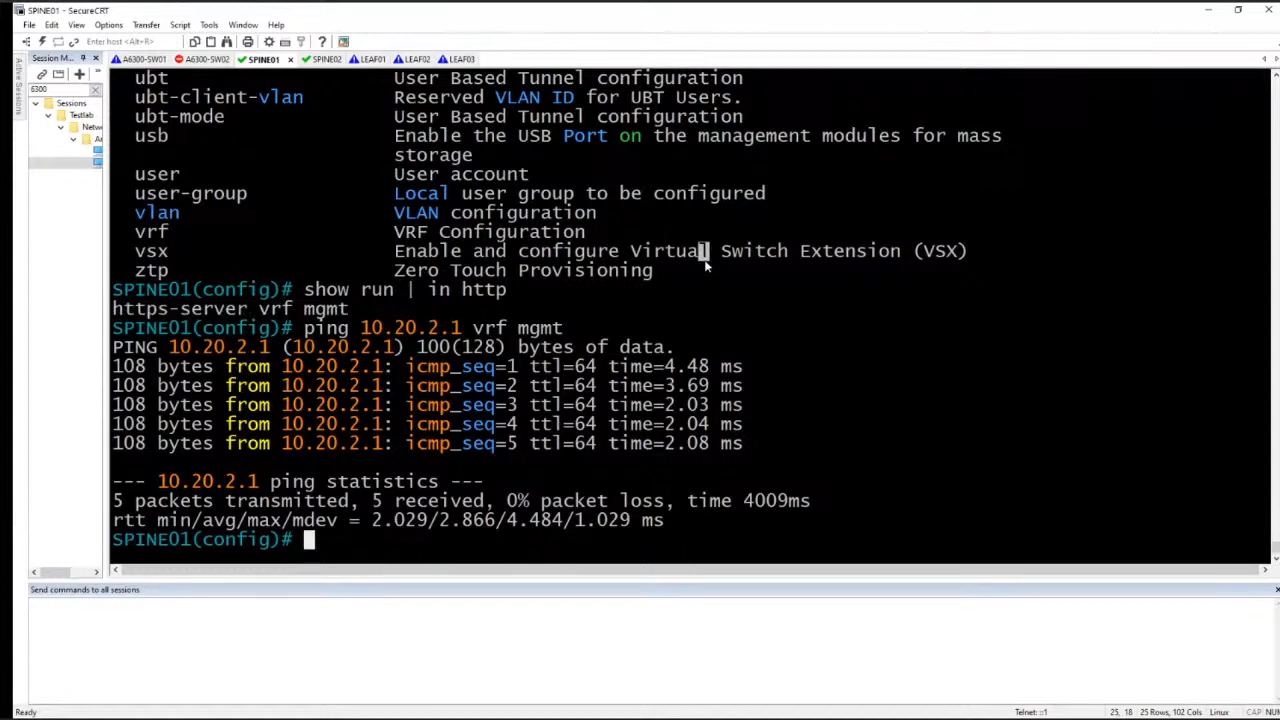 SPINE01 - SecureCRT
File Edit View Options Transfer Script Tools Window Help
Enter host <Alt+R>
Session M...
A6300-SW01 A6300-SW02 SPINE01 SPINE02 LEAF01 LEAF02 LEAF03
Active Sessions
6300
Sessions
Testlab
Netw
Ar
ubt User Based Tunnel configuration
ubt-client-vlan Reserved VLAN ID for UBT Users.
ubt-mode User Based Tunnel configuration
usb Enable the USB Port on the management modules for mass
storage
user User account
user-group Local user group to be configured
vlan VLAN configuration
vrf VRF Configuration
vsx Enable and configure Virtual Switch Extension (VSX)
ztp Zero Touch Provisioning
SPINE01(config)# show run | in http
https-server vrf mgmt
SPINE01(config)# ping 10.20.2.1 vrf mgmt
PING 10.20.2.1 (10.20.2.1) 100(128) bytes of data.
108 bytes from 10.20.2.1: icmp_seq=1 ttl=64 time=4.48 ms
108 bytes from 10.20.2.1: icmp_seq=2 ttl=64 time=3.69 ms
108 bytes from 10.20.2.1: icmp_seq=3 ttl=64 time=2.03 ms
108 bytes from 10.20.2.1: icmp_seq=4 ttl=64 time=2.04 ms
108 bytes from 10.20.2.1: icmp_seq=5 ttl=64 time=2.08 ms
--- 10.20.2.1 ping statistics ---
5 packets transmitted, 5 received, 0% packet loss, time 4009ms
rtt min/avg/max/mdev = 2.029/2.866/4.484/1.029 ms
SPINE01(config)#
Send commands to all sessions
Ready Telnet: ::1 25, 18 25 Rows, 102 Cols Linux CAP NUM